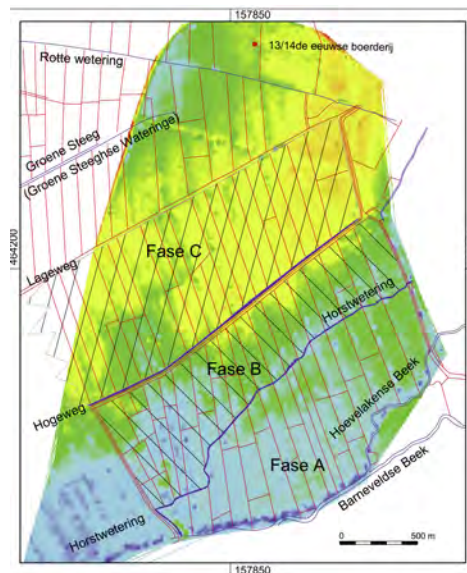 157850
13/14de eeuwse boerderij
Rotte wetering
Groene Steeg
(Groene Steeghse Wateringe)
464200
Lageweg
Fase C
Horstwetering
Fase B
Hogeweg
Hoevelakense Beek
Fase A
Barneveldse Beek
Horstwetering
0 500 m
157850